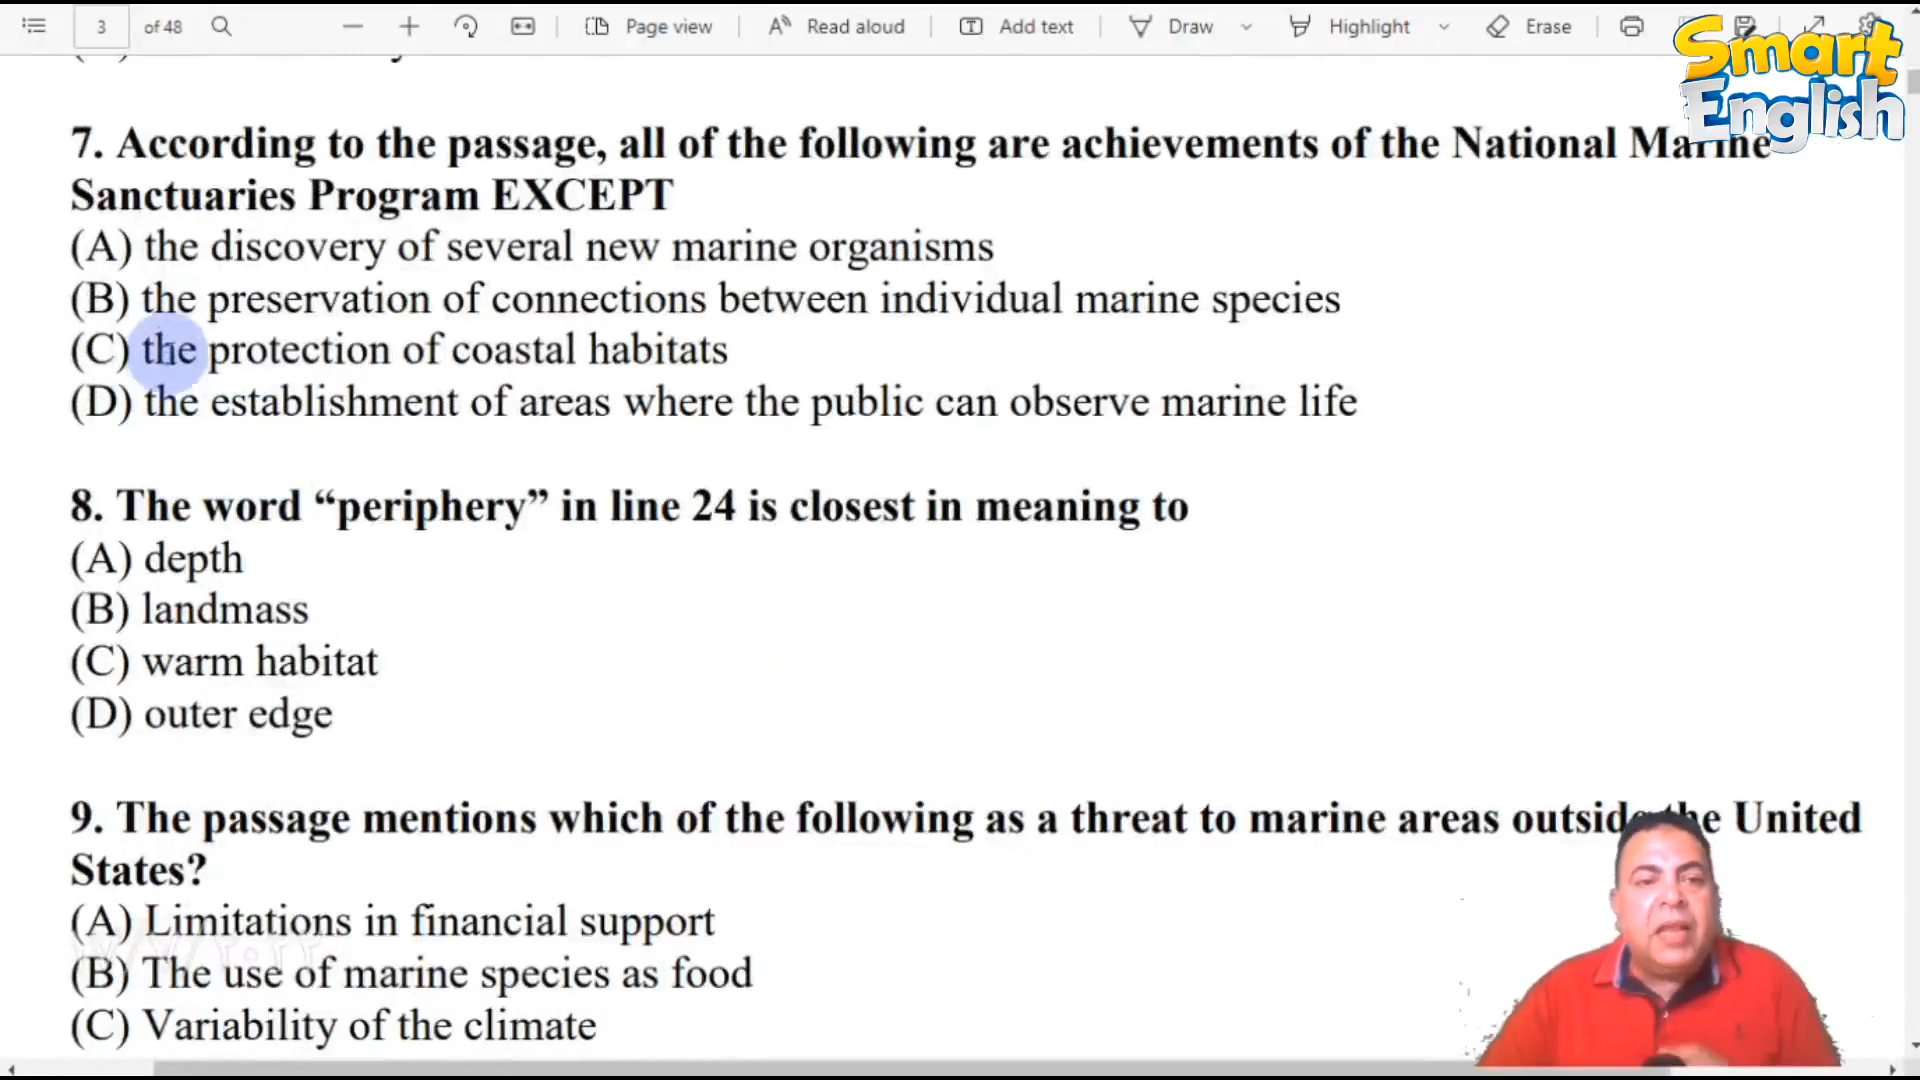 3 of 48 Page view Read aloud Add text Draw Highlight Erase
Smart
English
7. According to the passage, all of the following are achievements of the National Marine
Sanctuaries Program EXCEPT
(A) the discovery of several new marine organisms
(B) the preservation of connections between individual marine species
(C) the protection of coastal habitats
(D) the establishment of areas where the public can observe marine life
8. The word “periphery” in line 24 is closest in meaning to
(A) depth
(B) landmass
(C) warm habitat
(D) outer edge
9. The passage mentions which of the following as a threat to marine areas outside the United
States?
(A) Limitations in financial support
(B) The use of marine species as food
(C) Variability of the climate